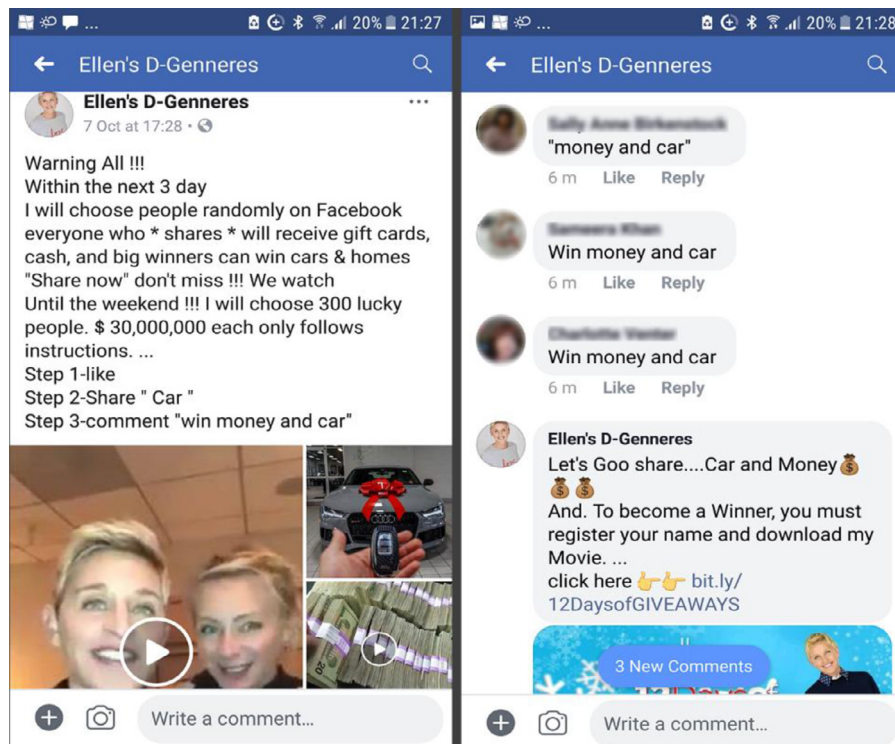 ... 20% 21:27
Ellen's D-Genneres
Ellen's D-Genneres
7 Oct at 17:28 •
Warning All !!!
Within the next 3 day
I will choose people randomly on Facebook
everyone who * shares * will receive gift cards,
cash, and big winners can win cars & homes
"Share now" don't miss !!! We watch
Until the weekend !!! I will choose 300 lucky
people. $ 30,000,000 each only follows
instructions. ...
Step 1-like
Step 2-Share " Car "
Step 3-comment "win money and car"
20
Write a comment...
... 20% 21:28
Ellen's D-Genneres
"money and car"
6 m Like Reply
Win money and car
6 m Like Reply
Win money and car
6 m Like Reply
Ellen's D-Genneres
Let's Goo share....Car and Money💰
💰💰
And. To become a Winner, you must
register your name and download my
Movie. ...
click here 👉👉 bit.ly/
12DaysofGIVEAWAYS
3 New Comments
Write a comment...